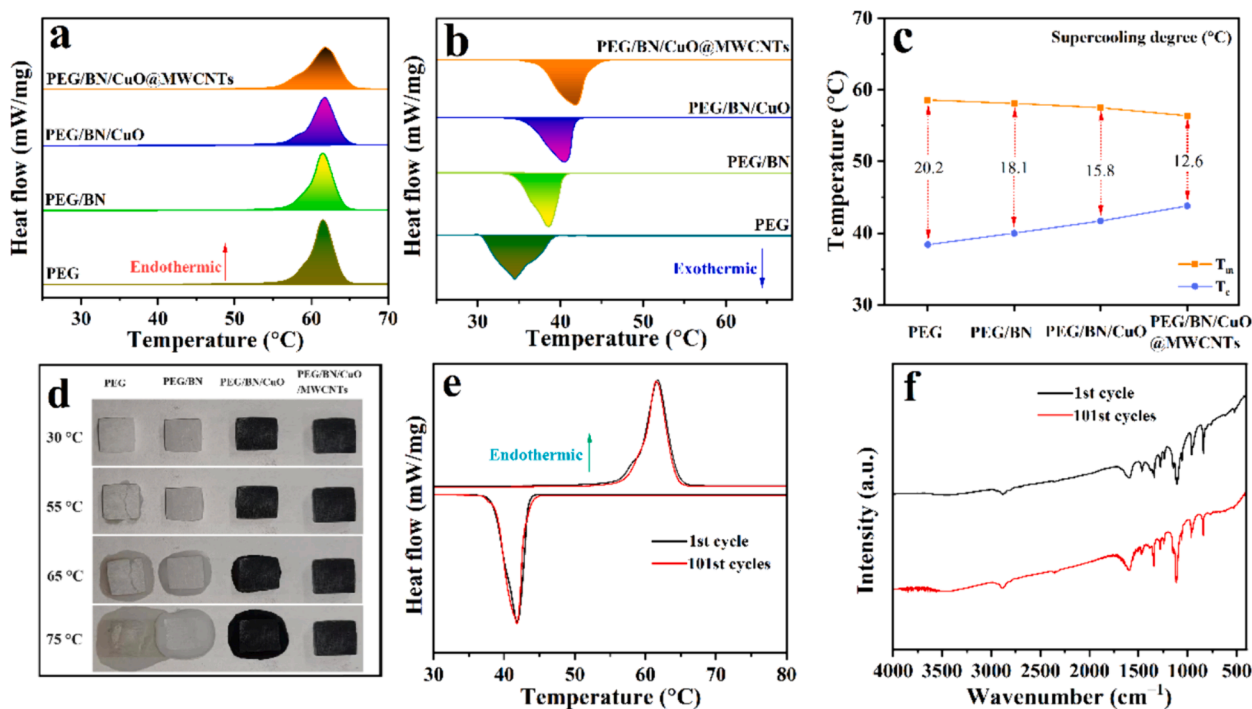 a
Heat flow (mW/mg)
PEG/BN/CuO@MWCNTs
PEG/BN/CuO
PEG/BN
PEG
Endothermic
30 40 50 60 70
Temperature (°C)
b
Heat flow (mW/mg)
PEG/BN/CuO@MWCNTs
PEG/BN/CuO
PEG/BN
PEG
Exothermic
30 40 50 60
Temperature (°C)
c
Supercooling degree (°C)
Temperature (°C)
70
60
50
40
30
20.2 18.1 15.8 12.6
Tm
Tc
PEG PEG/BN PEG/BN/CuO PEG/BN/CuO
@MWCNTs
d
PEG PEG/BN PEG/BN/CuO PEG/BN/CuO
/MWCNTs
30 °C
55 °C
65 °C
75 °C
e
Heat flow (mW/mg)
Endothermic
1st cycle
101st cycles
30 40 50 60 70 80
Temperature (°C)
f
Intensity (a.u.)
1st cycle
101st cycles
4000 3500 3000 2500 2000 1500 1000 500
Wavenumber (cm⁻¹)